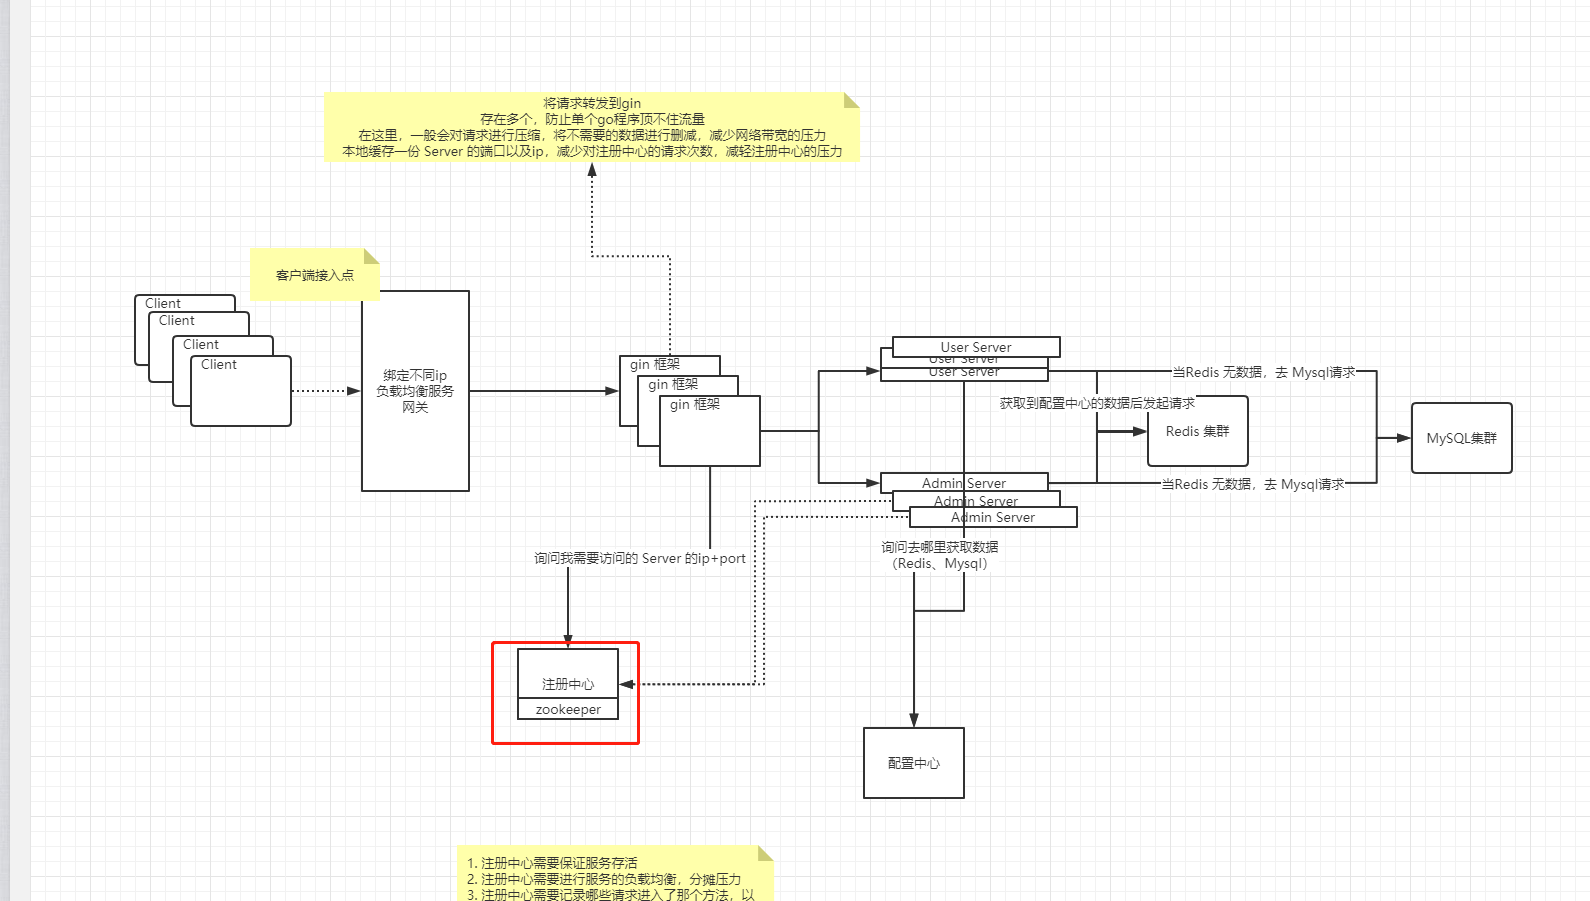 将请求转发到gin
存在多个，防止单个go程序顶不住流量
在这里，一般会对请求进行压缩，将不需要的数据进行删减，减少网络带宽的压力
本地缓存一份 Server 的端口以及ip，减少对注册中心的请求次数，减轻注册中心的压力
客户端接入点
Client
Client
Client
Client
绑定不同ip
负载均衡服务
网关
gin 框架
gin 框架
gin 框架
User Server
User Server
User Server
当Redis 无数据，去 Mysql请求
获取到配置中心的数据后发起请求
Redis 集群
MySQL集群
Admin Server
Admin Server
Admin Server
当Redis 无数据，去 Mysql请求
询问我需要访问的 Server 的ip+port
询问去哪里获取数据
（Redis、Mysql）
注册中心
zookeeper
配置中心
1. 注册中心需要保证服务存活
2. 注册中心需要进行服务的负载均衡，分摊压力
3. 注册中心需要记录哪些请求进入了那个方法，以